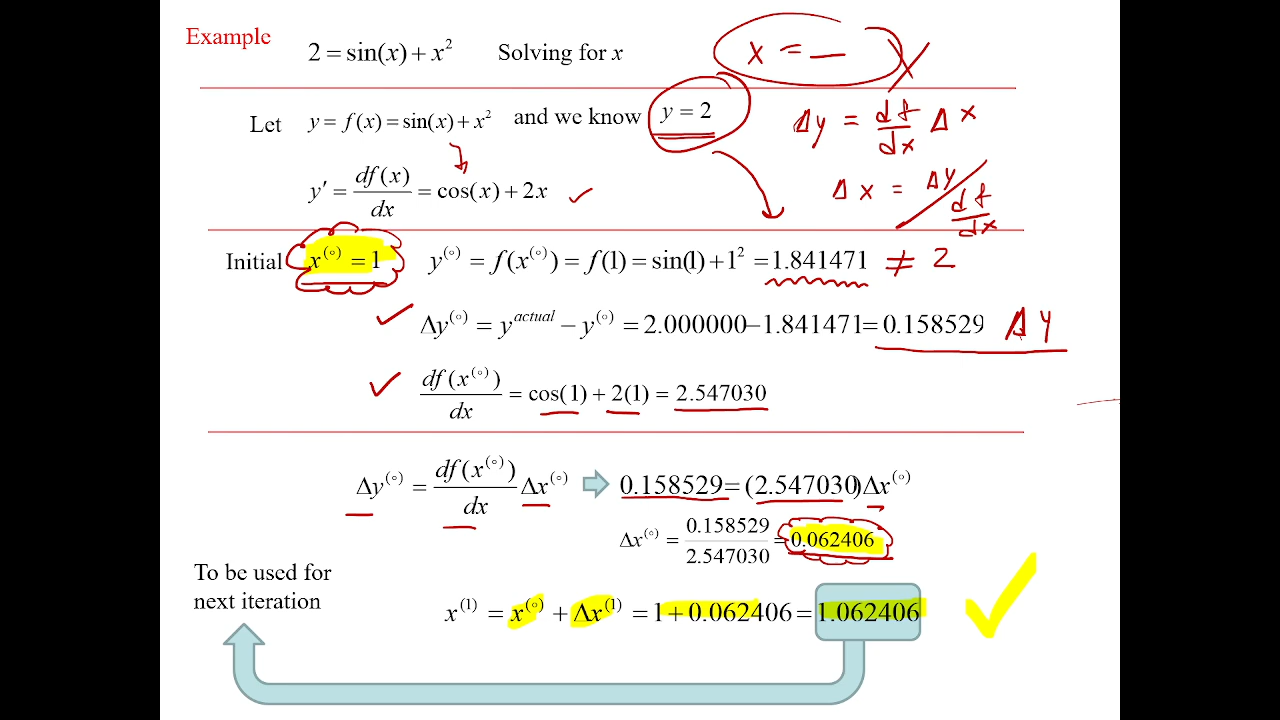 Example 2 = sin(x) + x² Solving for x x = —
Let y = f(x) = sin(x) + x² and we know y = 2 Δy = df/dx Δx
y′ = df(x)/dx = cos(x) + 2x Δx = Δy / df/dx
Initial x^(∘) = 1 y^(∘) = f(x^(∘)) = f(1) = sin(1) + 1² = 1.841471 ≠ 2
Δy^(∘) = y^actual − y^(∘) = 2.000000 − 1.841471 = 0.158529 Δy
df(x^(∘))/dx = cos(1) + 2(1) = 2.547030
Δy^(∘) = df(x^(∘))/dx Δx^(∘) 0.158529 = (2.547030)Δx^(∘)
Δx^(∘) = 0.158529/2.547030 = 0.062406
To be used for
next iteration
x^(1) = x^(∘) + Δx^(1) = 1 + 0.062406 = 1.062406